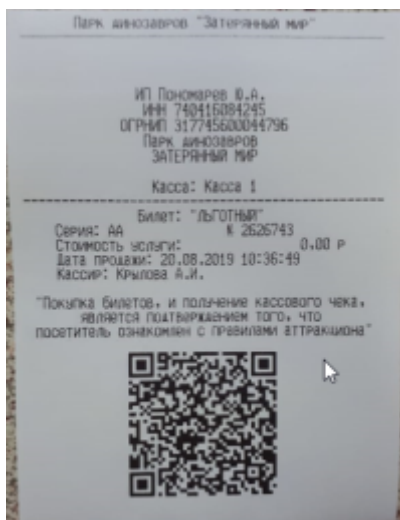 Парк динозавров "Затерянный мир"
ИП Пономарев Ю.А.
ИНН 740416084245
ОГРНИП 317745600044796
Парк динозавров
ЗАТЕРЯННЫЙ МИР
Касса: Касса 1
Билет: "ЛЬГОТНЫЙ"
Серия: АА № 2626743
Стоимость услуги: 0.00 р
Дата продажи: 20.08.2019 10:36:49
Кассир: Крылова А.И.
"Покупка билетов, и получение кассового чека,
является подтверждением того, что
посетитель ознакомлен с правилами аттракциона"